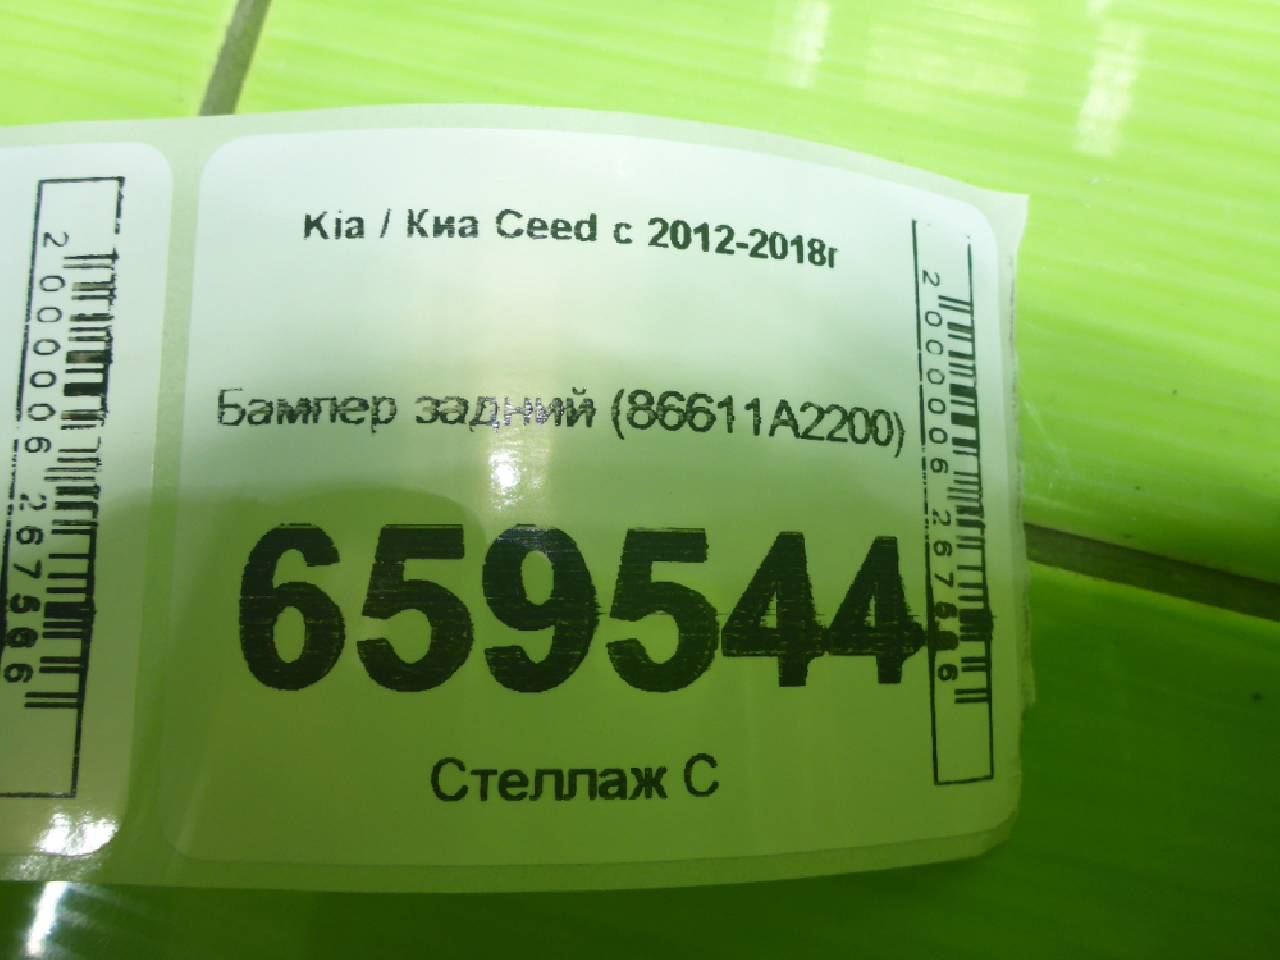 Kia / Киа Ceed с 2012-2018г
Бампер задний (86611A2200)
659544
Стеллаж С